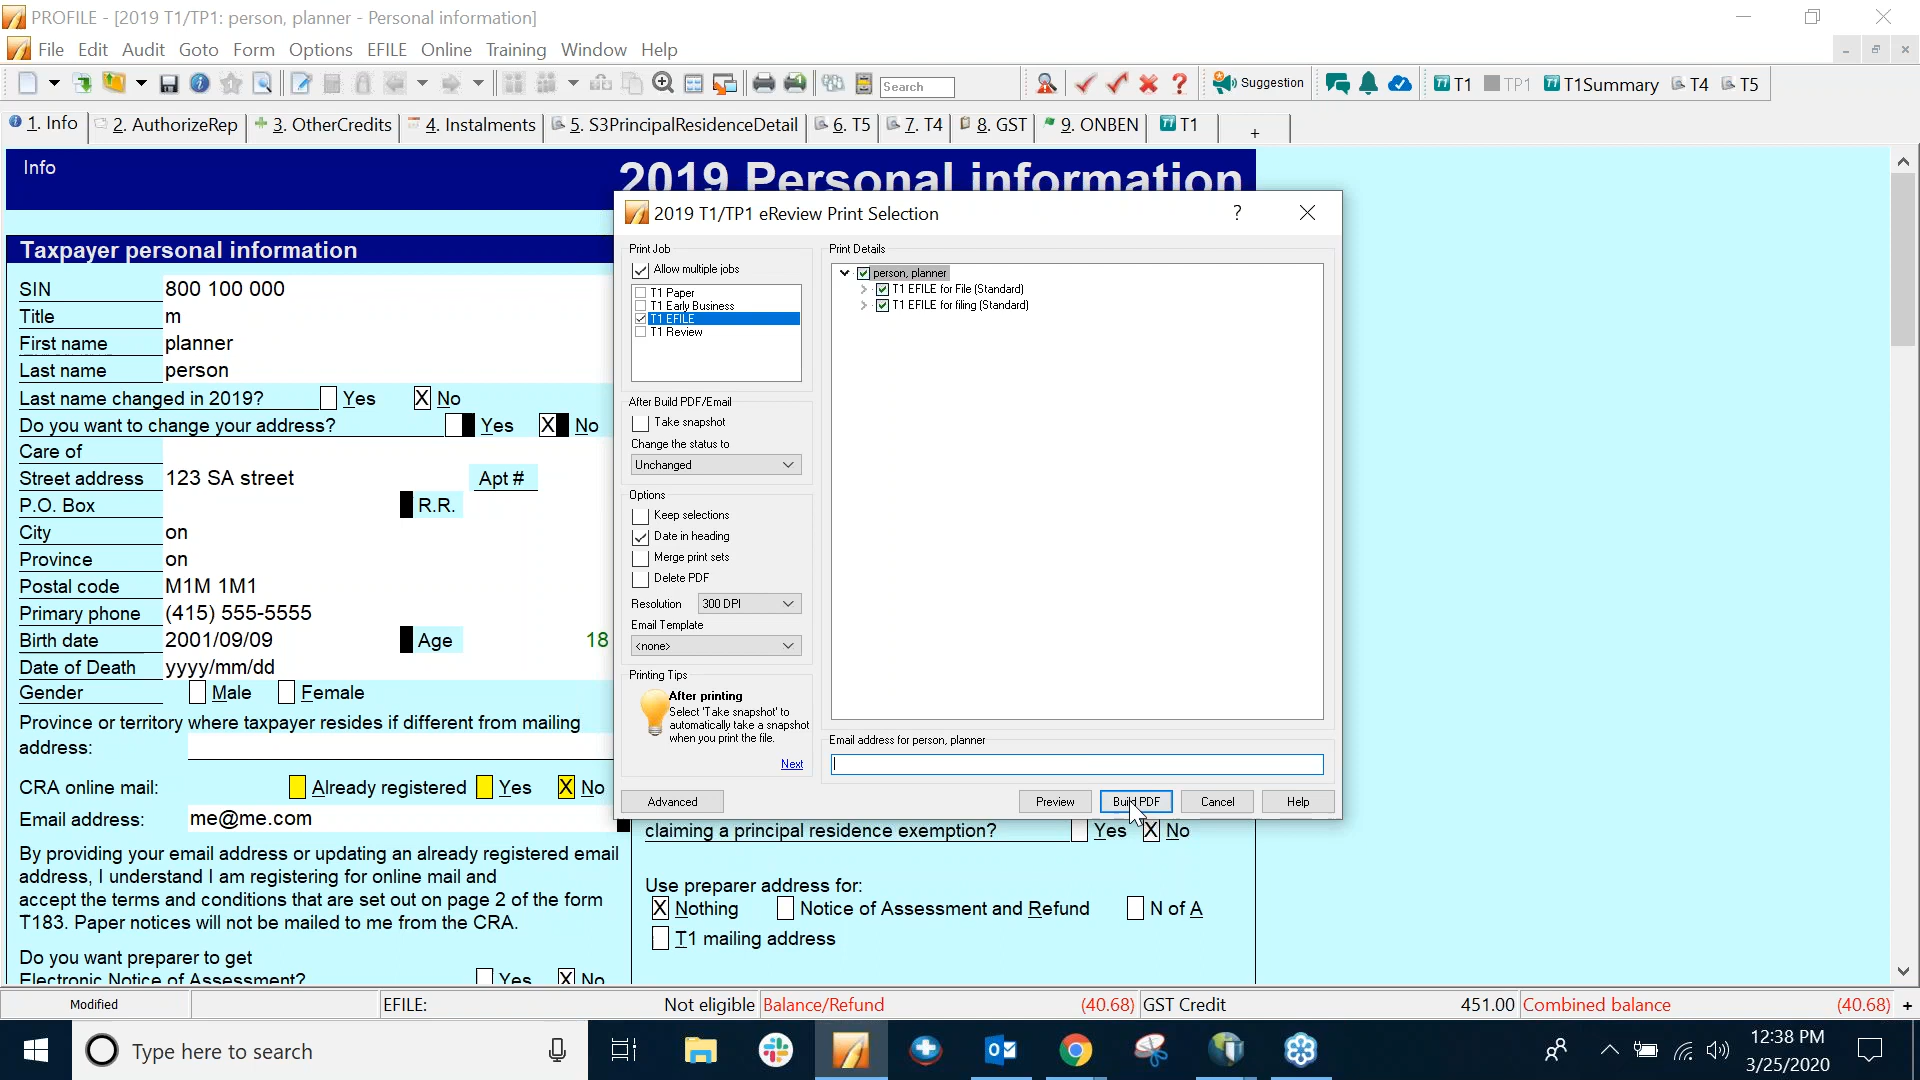 PROFILE - [2019 T1/TP1: person, planner - Personal information]
File Edit Audit Goto Form Options EFILE Online Training Window Help
Search Suggestion T1 TP1 T1Summary T4 T5
1. Info 2. AuthorizeRep 3. OtherCredits 4. Instalments 5. S3PrincipalResidenceDetail 6. T5 7. T4 8. GST 9. ONBEN T1 +
Info 2019 Personal information
Taxpayer personal information
SIN 800 100 000
Title m
First name planner
Last name person
Last name changed in 2019? Yes X No
Do you want to change your address? Yes X No
Care of
Street address 123 SA street Apt #
P.O. Box R.R.
City on
Province on
Postal code M1M 1M1
Primary phone (415) 555-5555
Birth date 2001/09/09 Age 18
Date of Death yyyy/mm/dd
Gender Male Female
Province or territory where taxpayer resides if different from mailing
address:
CRA online mail: Already registered Yes X No
Email address: me@me.com
By providing your email address or updating an already registered email
address, I understand I am registering for online mail and
accept the terms and conditions that are set out on page 2 of the form
T183. Paper notices will not be mailed to me from the CRA.
Do you want preparer to get
Electronic Notice of Assessment? Yes X No
2019 T1/TP1 eReview Print Selection ?
Print Job
Allow multiple jobs
T1 Paper
T1 Early Business
T1 EFILE
T1 Review
After Build PDF/Email
Take snapshot
Change the status to
Unchanged
Options
Keep selections
Date in heading
Merge print sets
Delete PDF
Resolution 300 DPI
Email Template
<none>
Printing Tips
After printing
Select 'Take snapshot' to
automatically take a snapshot
when you print the file.
Next
Print Details
person, planner
T1 EFILE for File (Standard)
T1 EFILE for filing (Standard)
Email address for person, planner
Advanced Preview Build PDF Cancel Help
claiming a principal residence exemption? Yes X No
Use preparer address for:
X Nothing Notice of Assessment and Refund N of A
T1 mailing address
Modified EFILE: Not eligible Balance/Refund (40.68) GST Credit 451.00 Combined balance (40.68) +
Type here to search
12:38 PM
3/25/2020